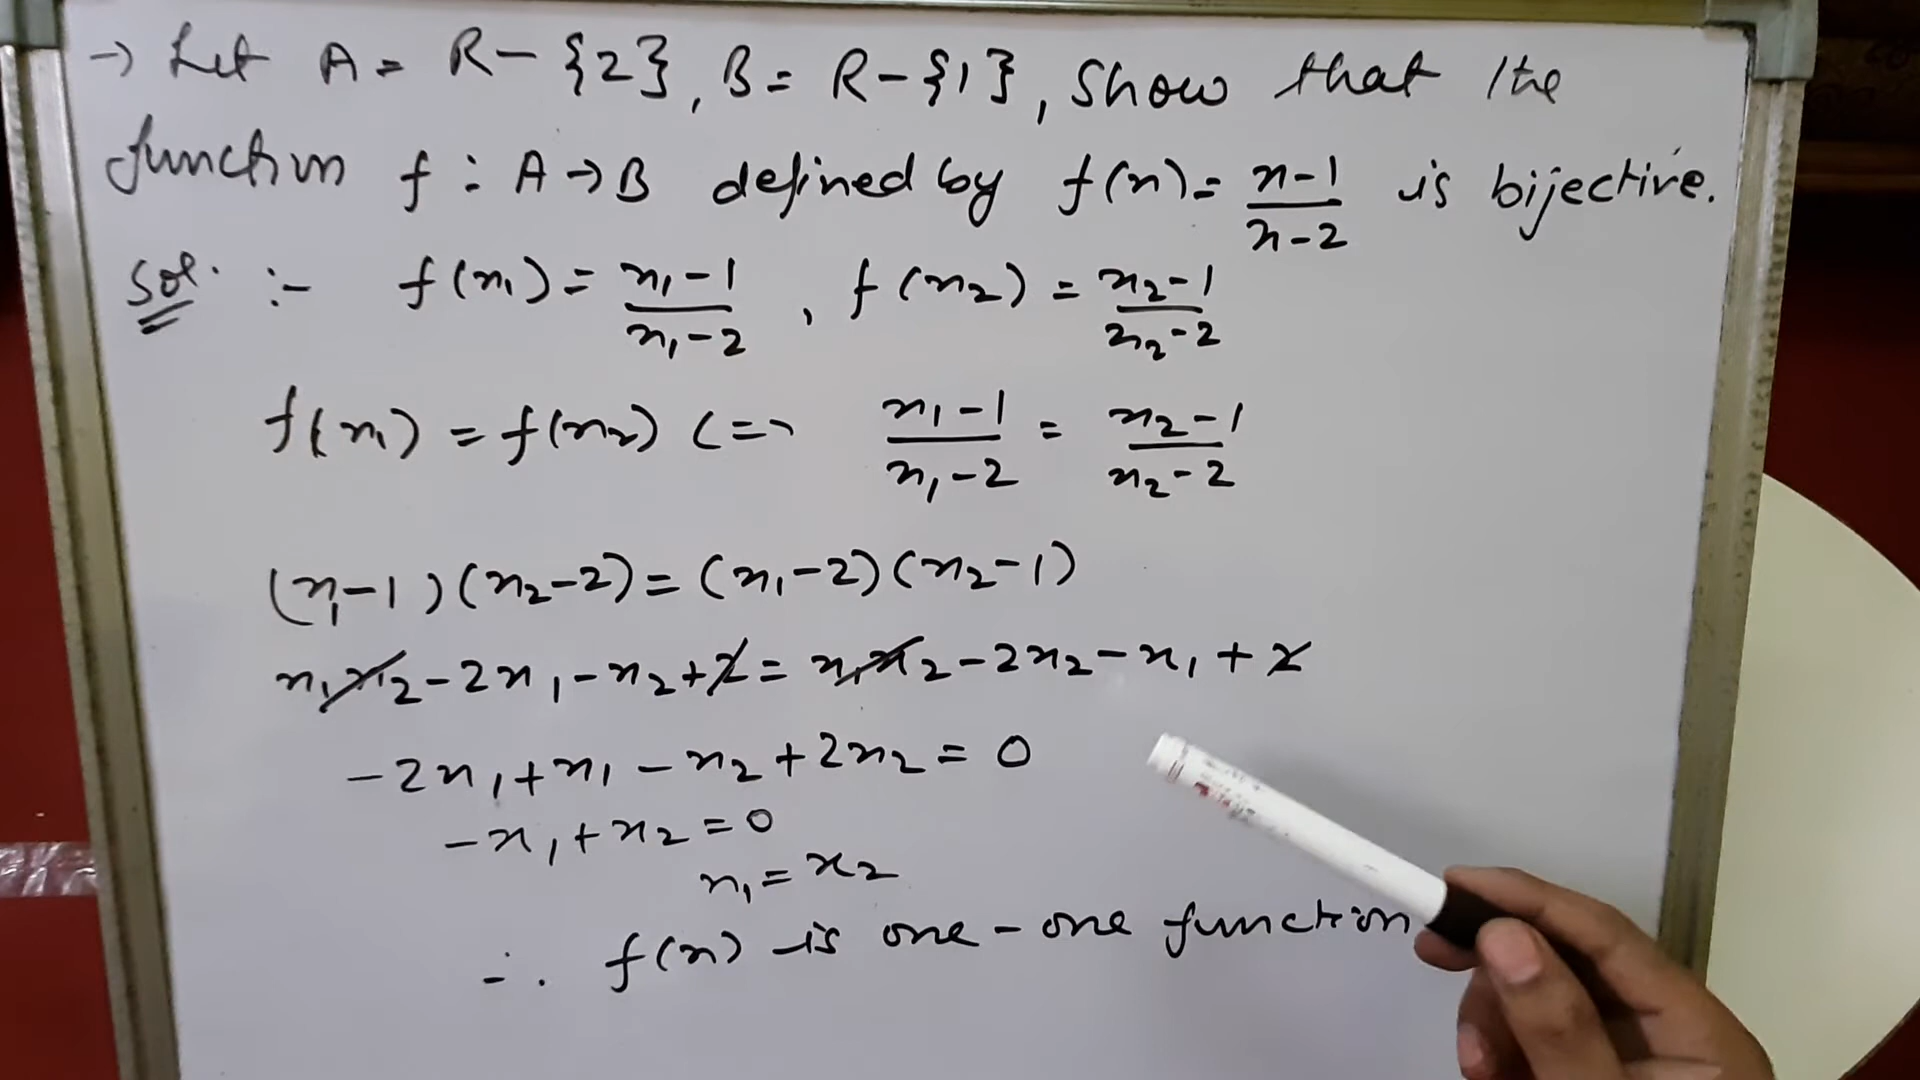 → Let A = R - {2}, B = R - {1}, Show that the
function f : A → B defined by f(x) = (x-1)/(x-2) is bijective.
Sol. :- f(x₁) = (x₁-1)/(x₁-2) , f(x₂) = (x₂-1)/(x₂-2)
f(x₁) = f(x₂) <=> (x₁-1)/(x₁-2) = (x₂-1)/(x₂-2)
(x₁-1)(x₂-2) = (x₁-2)(x₂-1)
x₁x₂ - 2x₁ - x₂ + 2 = x₁x₂ - 2x₂ - x₁ + 2
-2x₁ + x₁ - x₂ + 2x₂ = 0
-x₁ + x₂ = 0
x₁ = x₂
∴ f(x) is one-one function